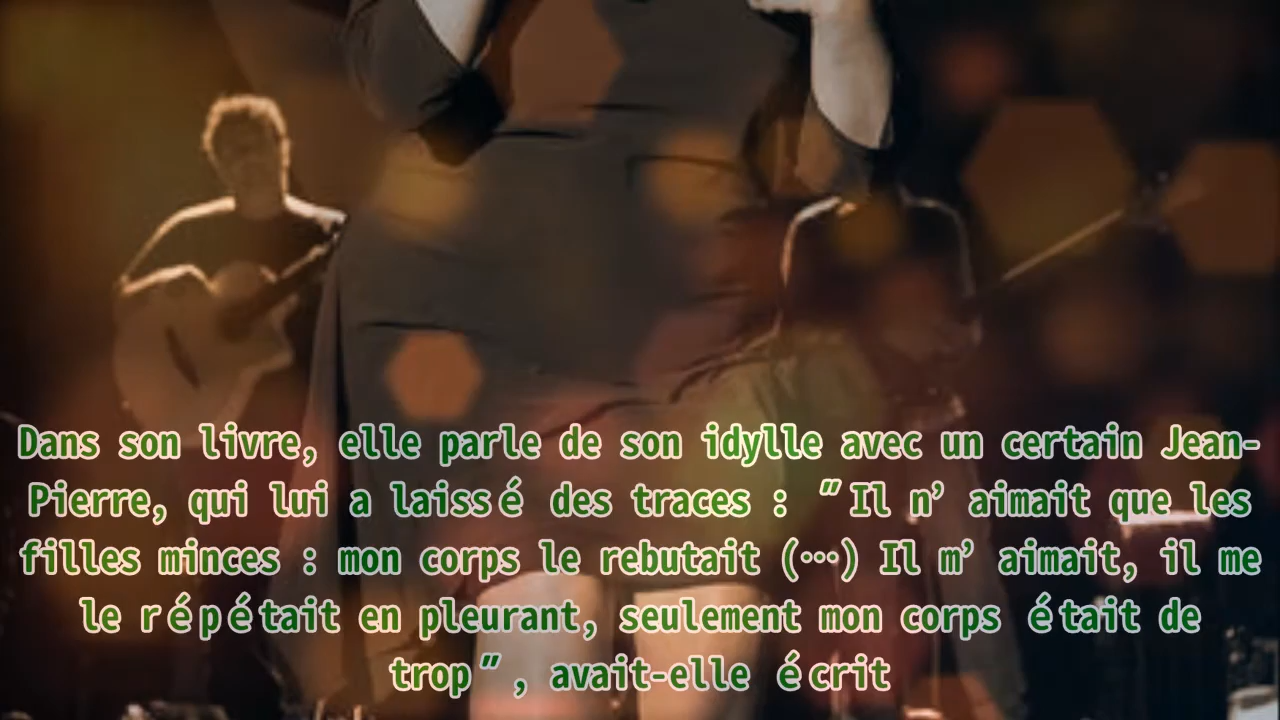 Dans son livre, elle parle de son idylle avec un certain Jean-
Pierre, qui lui a laissé des traces : ”Il n’ aimait que les
filles minces : mon corps le rebutait (…) Il m’ aimait, il me
le répétait en pleurant, seulement mon corps était de
trop”, avait-elle écrit